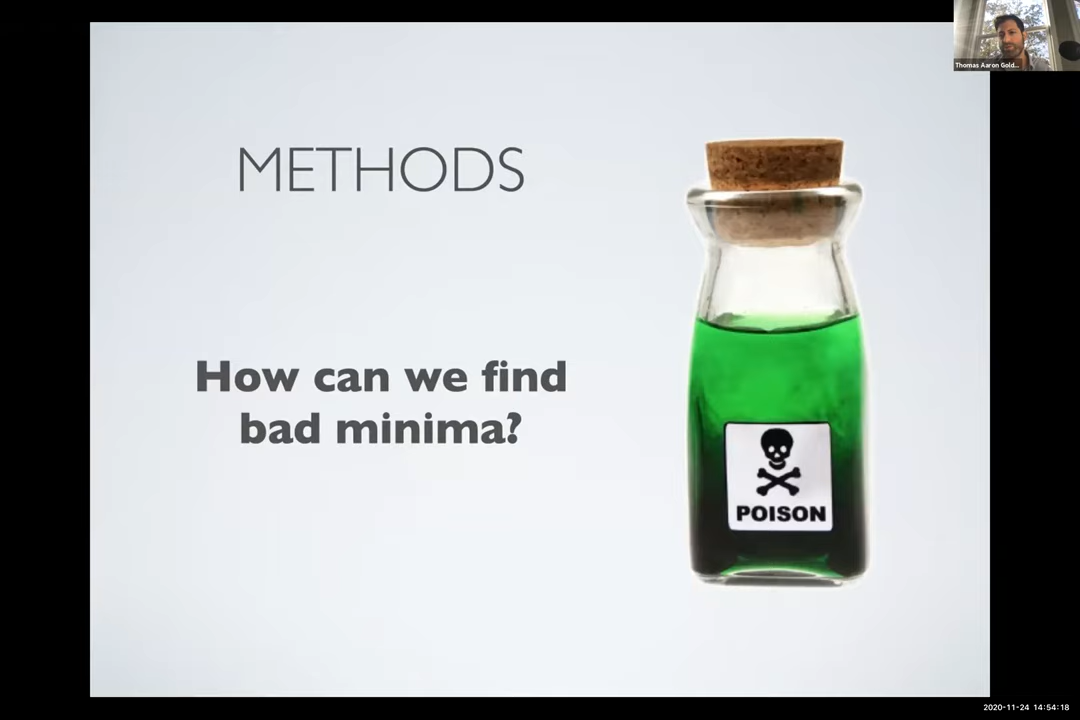 Thomas Aaron Gold...
METHODS
How can we find
bad minima?
POISON
2020-11-24 14:54:18